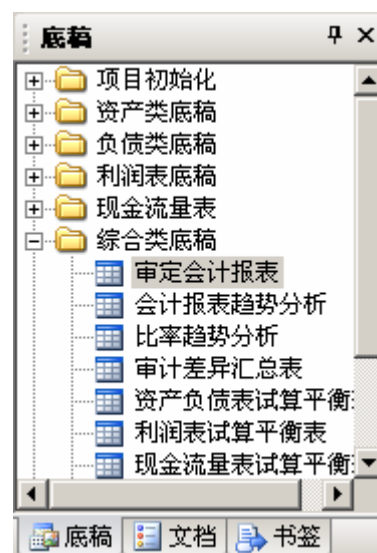 底稿
项目初始化
资产类底稿
负债类底稿
利润表底稿
现金流量表
综合类底稿
审定会计报表
会计报表趋势分析
比率趋势分析
审计差异汇总表
资产负债表试算平衡
利润表试算平衡表
现金流量表试算平衡
底稿 文档 书签